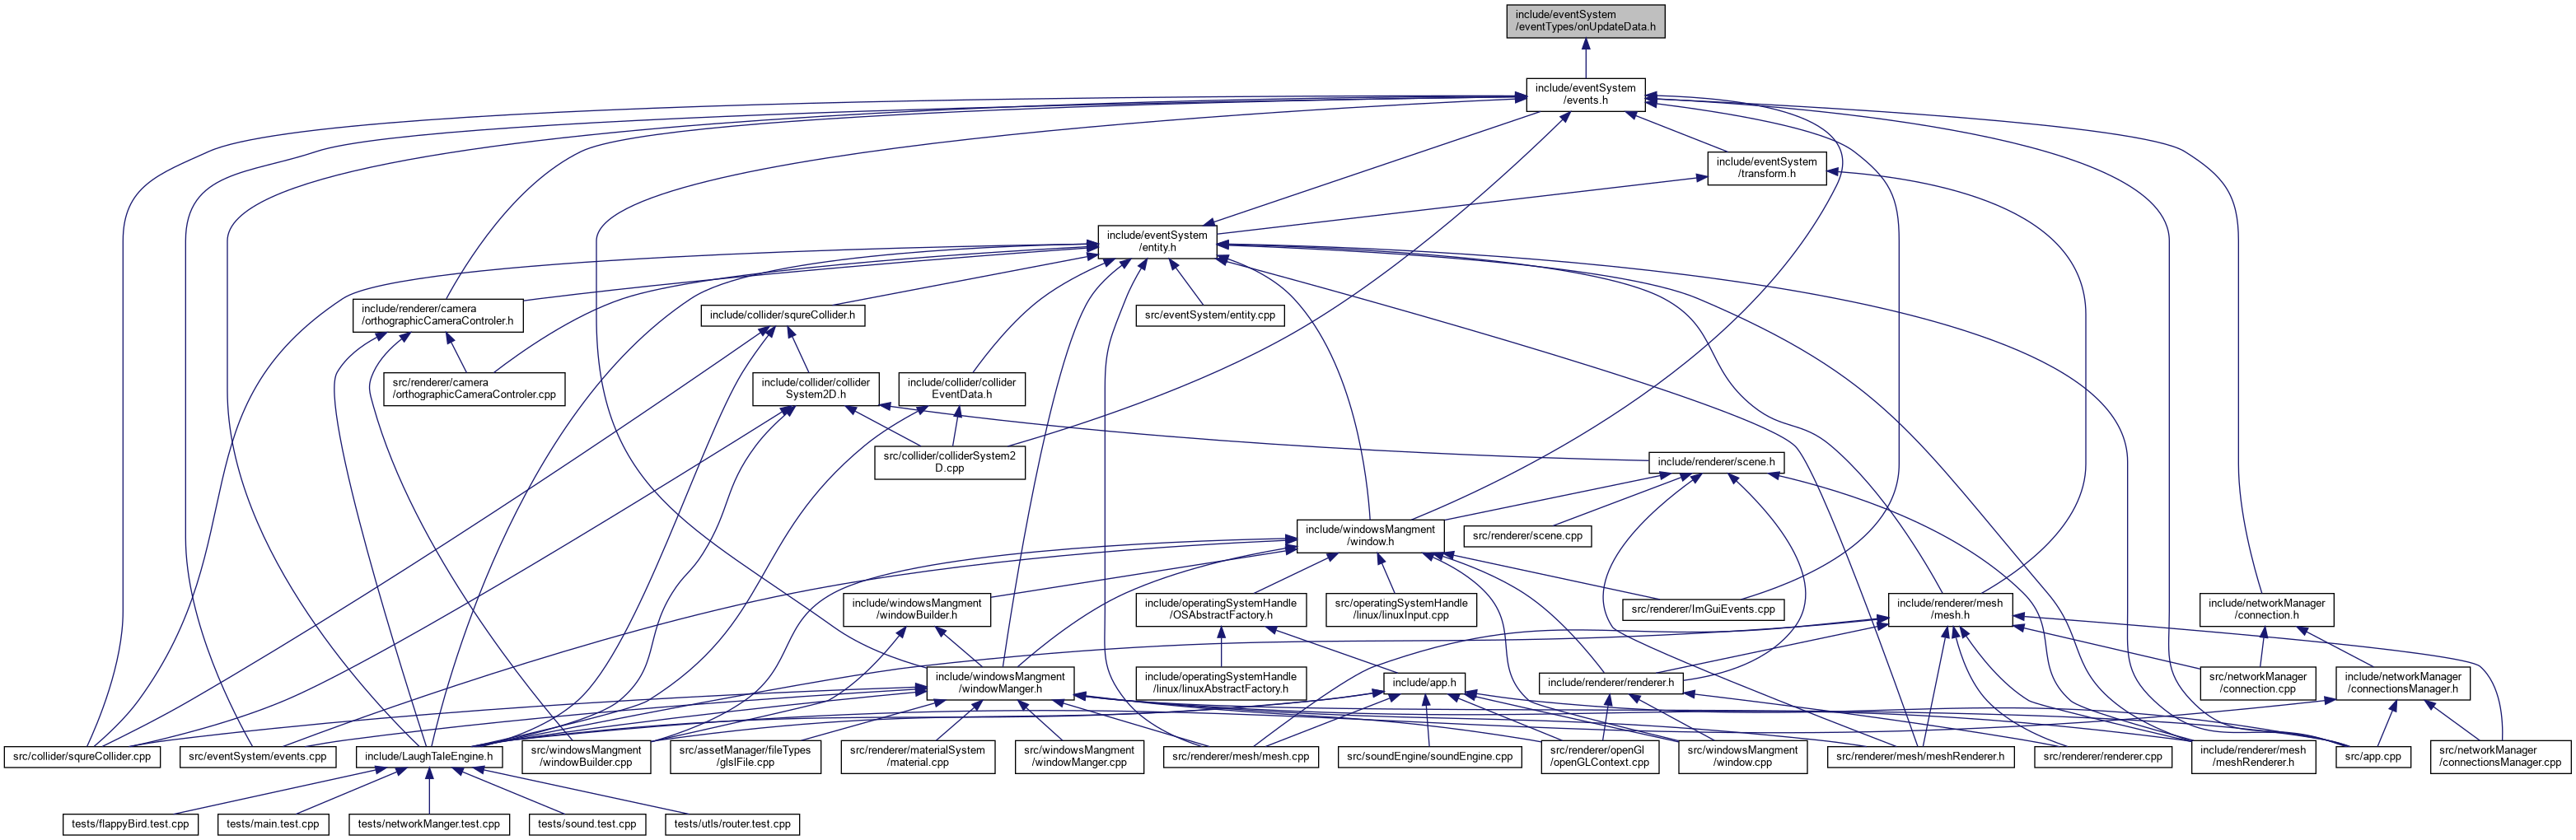 include/eventSystem
/eventTypes/onUpdateData.h
include/eventSystem
/events.h
include/eventSystem
/transform.h
include/eventSystem
/entity.h
include/renderer/camera
/orthographicCameraControler.h
include/collider/squreCollider.h
src/eventSystem/entity.cpp
src/renderer/camera
/orthographicCameraControler.cpp
include/collider/collider
System2D.h
include/collider/collider
EventData.h
src/collider/colliderSystem2
D.cpp
include/renderer/scene.h
include/windowsMangment
/window.h
src/renderer/scene.cpp
include/windowsMangment
/windowBuilder.h
include/operatingSystemHandle
/OSAbstractFactory.h
src/operatingSystemHandle
/linux/linuxInput.cpp
src/renderer/ImGuiEvents.cpp
include/renderer/mesh
/mesh.h
include/networkManager
/connection.h
include/windowsMangment
/windowManger.h
include/operatingSystemHandle
/linux/linuxAbstractFactory.h
include/app.h
include/renderer/renderer.h
src/networkManager
/connection.cpp
include/networkManager
/connectionsManager.h
src/collider/squreCollider.cpp
src/eventSystem/events.cpp
include/LaughTaleEngine.h
src/windowsMangment
/windowBuilder.cpp
src/assetManager/fileTypes
/glslFile.cpp
src/renderer/materialSystem
/material.cpp
src/windowsMangment
/windowManger.cpp
src/renderer/mesh/mesh.cpp
src/soundEngine/soundEngine.cpp
src/renderer/openGl
/openGLContext.cpp
src/windowsMangment
/window.cpp
src/renderer/mesh/meshRenderer.h
src/renderer/renderer.cpp
include/renderer/mesh
/meshRenderer.h
src/app.cpp
src/networkManager
/connectionsManager.cpp
tests/flappyBird.test.cpp
tests/main.test.cpp
tests/networkManger.test.cpp
tests/sound.test.cpp
tests/utls/router.test.cpp